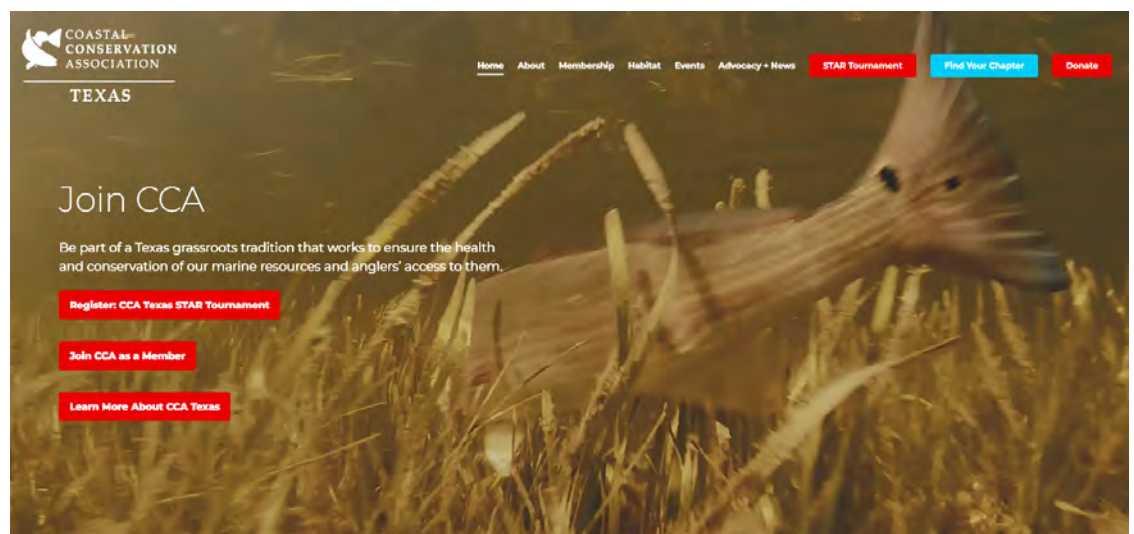 COASTAL
CONSERVATION
ASSOCIATION
TEXAS
Home About Membership Habitat Events Advocacy + News STAR Tournament Find Your Chapter Donate
Join CCA
Be part of a Texas grassroots tradition that works to ensure the health
and conservation of our marine resources and anglers' access to them.
Register: CCA Texas STAR Tournament
Join CCA as a Member
Learn More About CCA Texas